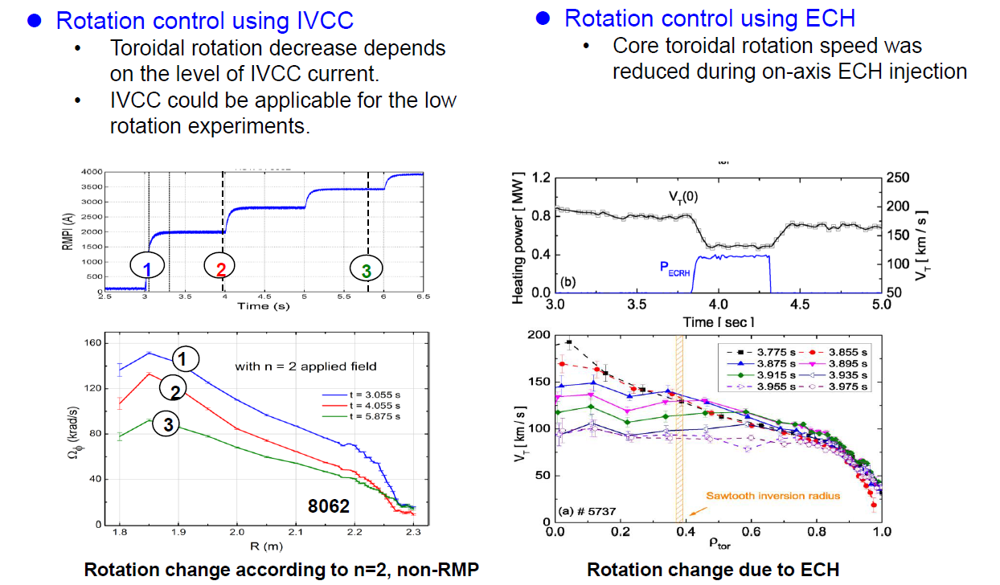 Rotation control using IVCC
• Toroidal rotation decrease depends
on the level of IVCC current.
• IVCC could be applicable for the low
rotation experiments.
Rotation control using ECH
• Core toroidal rotation speed was
reduced during on-axis ECH injection
RMPI (A)
4000
3500
3000
2500
2000
1500
1000
500
0
1
2
3
2.5 3 3.5 4 4.5 5 5.5 6 6.5
Time (s)
Ωϕ (krad/s)
160
120
80
40
0
1
2
3
with n = 2 applied field
t = 3.055 s
t = 4.055 s
t = 5.875 s
8062
1.8 1.9 2.0 2.1 2.2 2.3
R (m)
Rotation change according to n=2, non-RMP
Heating power [ MW]
1.2
0.8
0.4
0.0
VT(0)
PECRH
(b)
250
200
150
100
50
VT [ km / s ]
3.0 3.5 4.0 4.5 5.0
Time [ sec ]
VT [ km / s ]
200
150
100
50
0
3.775 s 3.855 s
3.875 s 3.895 s
3.915 s 3.935 s
3.955 s 3.975 s
Sawtooth inversion radius
(a) # 5737
0.0 0.2 0.4 0.6 0.8 1.0
ρtor
Rotation change due to ECH